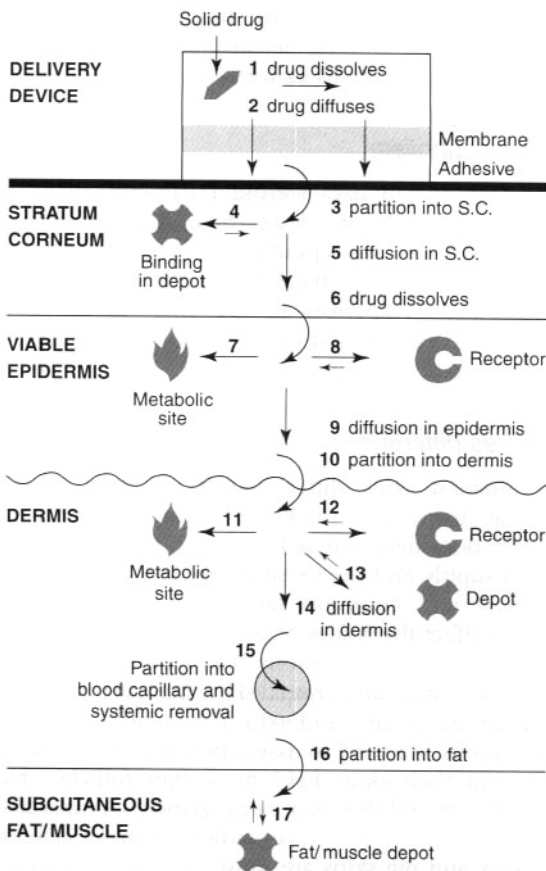 Solid drug
DELIVERY
DEVICE
1 drug dissolves
2 drug diffuses
Membrane
Adhesive
STRATUM
CORNEUM
4
Binding
in depot
3 partition into S.C.
5 diffusion in S.C.
6 drug dissolves
VIABLE
EPIDERMIS
7
8
Metabolic
site
Receptor
9 diffusion in epidermis
10 partition into dermis
DERMIS
11
12
Metabolic
site
Receptor
13
Depot
14 diffusion
in dermis
15
Partition into
blood capillary and
systemic removal
16 partition into fat
SUBCUTANEOUS
FAT/MUSCLE
17
Fat/muscle depot